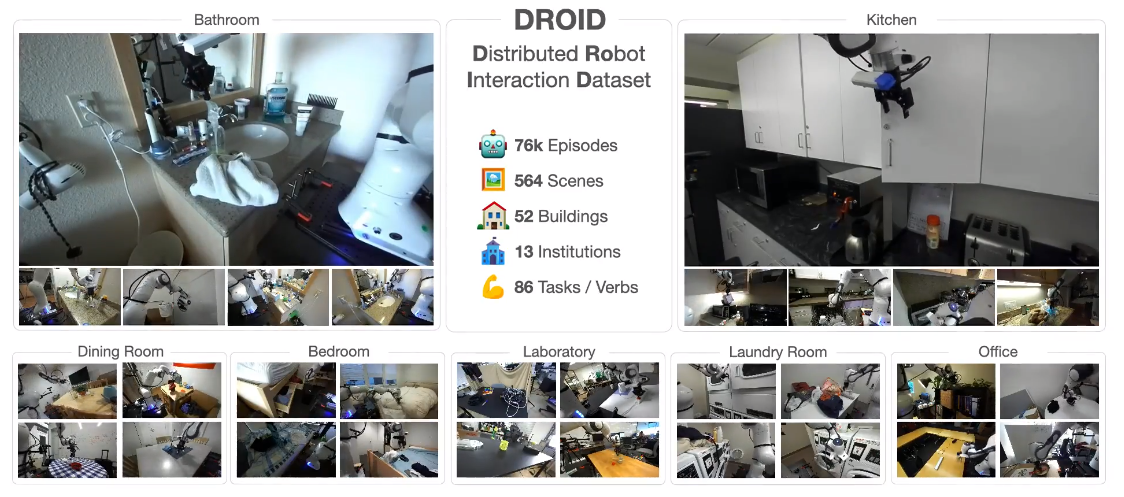 Bathroom
DROID
Distributed Robot
Interaction Dataset
76k Episodes
564 Scenes
52 Buildings
13 Institutions
86 Tasks / Verbs
Kitchen
Dining Room
Bedroom
Laboratory
Laundry Room
Office